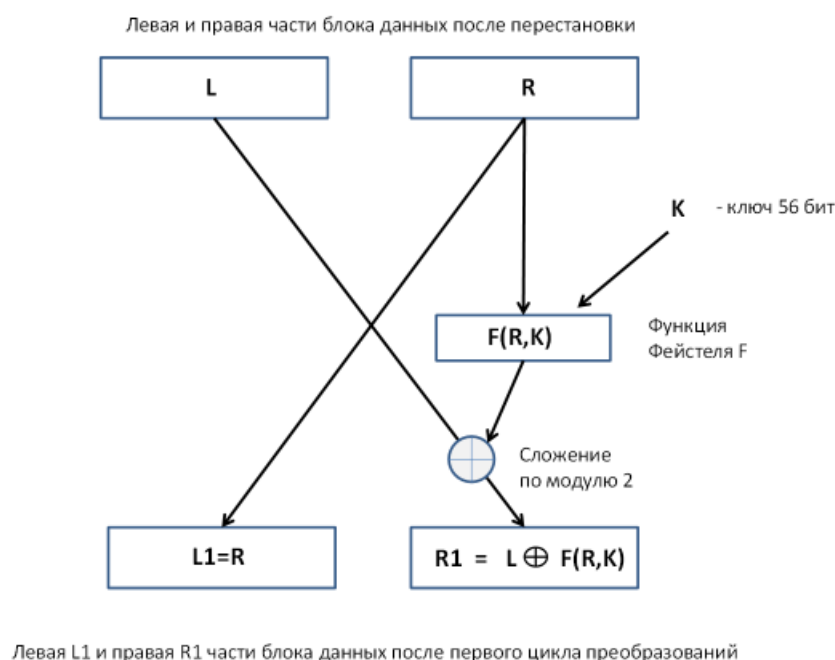 Левая и правая части блока данных после перестановки
L
R
K - ключ 56 бит
F(R,K)
Функция
Фейстеля F
Сложение
по модулю 2
L1=R
R1 = L ⊕ F(R,K)
Левая L1 и правая R1 части блока данных после первого цикла преобразований